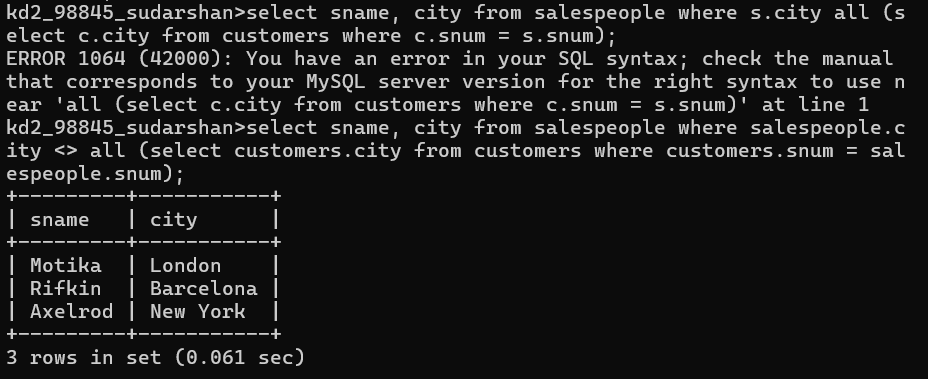 kd2_98845_sudarshan>select sname, city from salespeople where s.city all (s
elect c.city from customers where c.snum = s.snum);
ERROR 1064 (42000): You have an error in your SQL syntax; check the manual
that corresponds to your MySQL server version for the right syntax to use n
ear 'all (select c.city from customers where c.snum = s.snum)' at line 1
kd2_98845_sudarshan>select sname, city from salespeople where salespeople.c
ity <> all (select customers.city from customers where customers.snum = sal
espeople.snum);
+---------+-----------+
| sname   | city      |
+---------+-----------+
| Motika  | London    |
| Rifkin  | Barcelona |
| Axelrod | New York  |
+---------+-----------+
3 rows in set (0.061 sec)